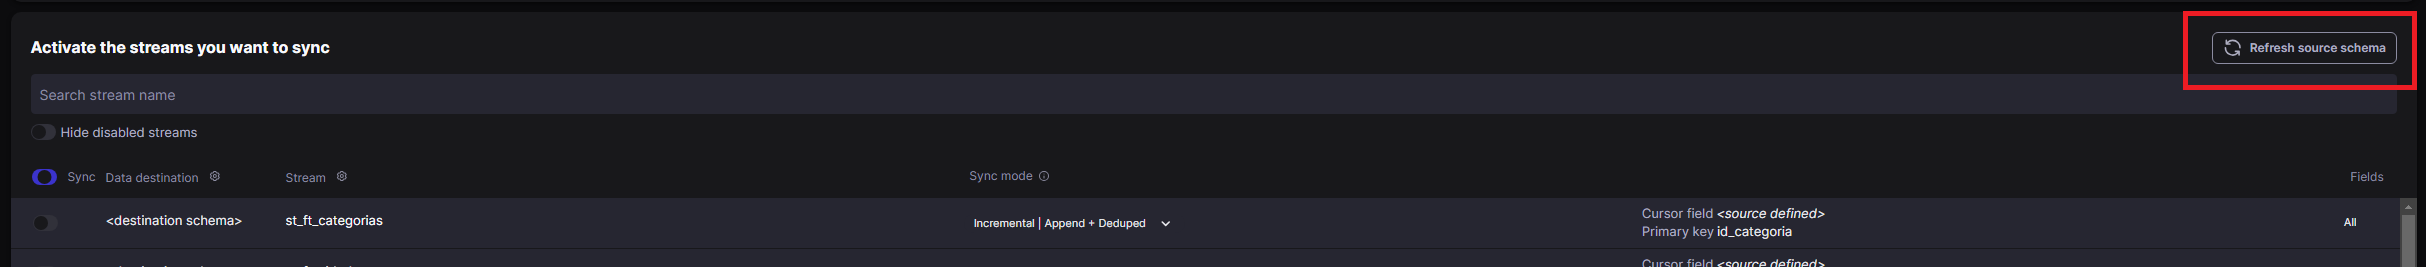 Activate the streams you want to sync
Refresh source schema
Search stream name
Hide disabled streams
Sync Data destination Stream Sync mode Fields
<destination schema> st_ft_categorias Incremental | Append + Deduped Cursor field <source defined> All
Primary key id_categoria
Cursor field <source defined>